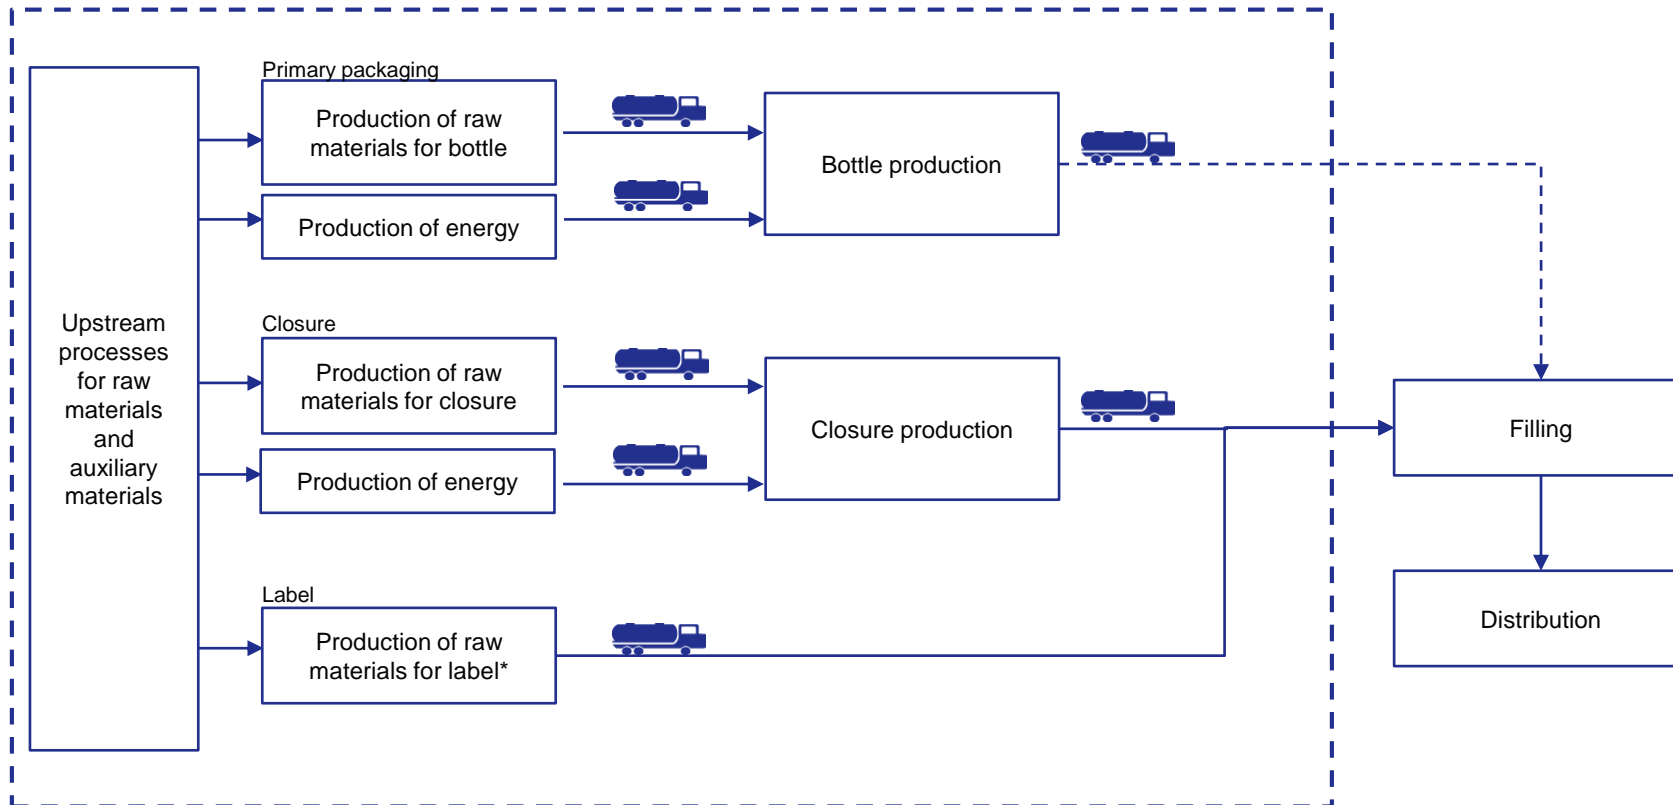 Upstream
processes
for raw
materials
and
auxiliary
materials
Primary packaging
Production of raw
materials for bottle
Production of energy
Bottle production
Closure
Production of raw
materials for closure
Production of energy
Closure production
Label
Production of raw
materials for label*
Filling
Distribution